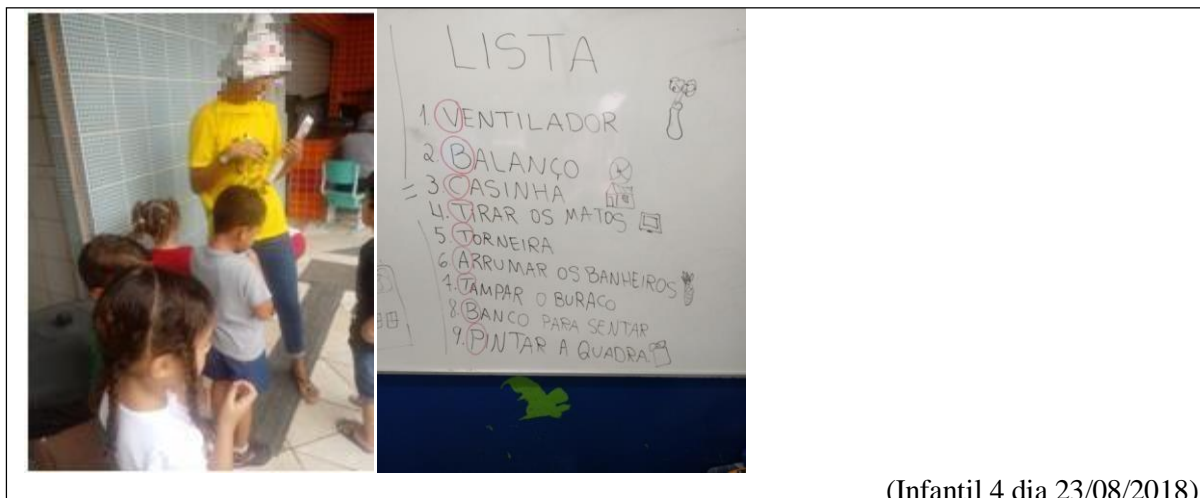 LISTA
1. VENTILADOR
2. BALANÇO
3. CASINHA
4. TIRAR OS MATOS
5. TORNEIRA
6 ARRUMAR OS BANHEIROS
7. TAMPAR O BURACO
8. BANCO PARA SENTAR
9. PINTAR A QUADRA
(Infantil 4 dia 23/08/2018)